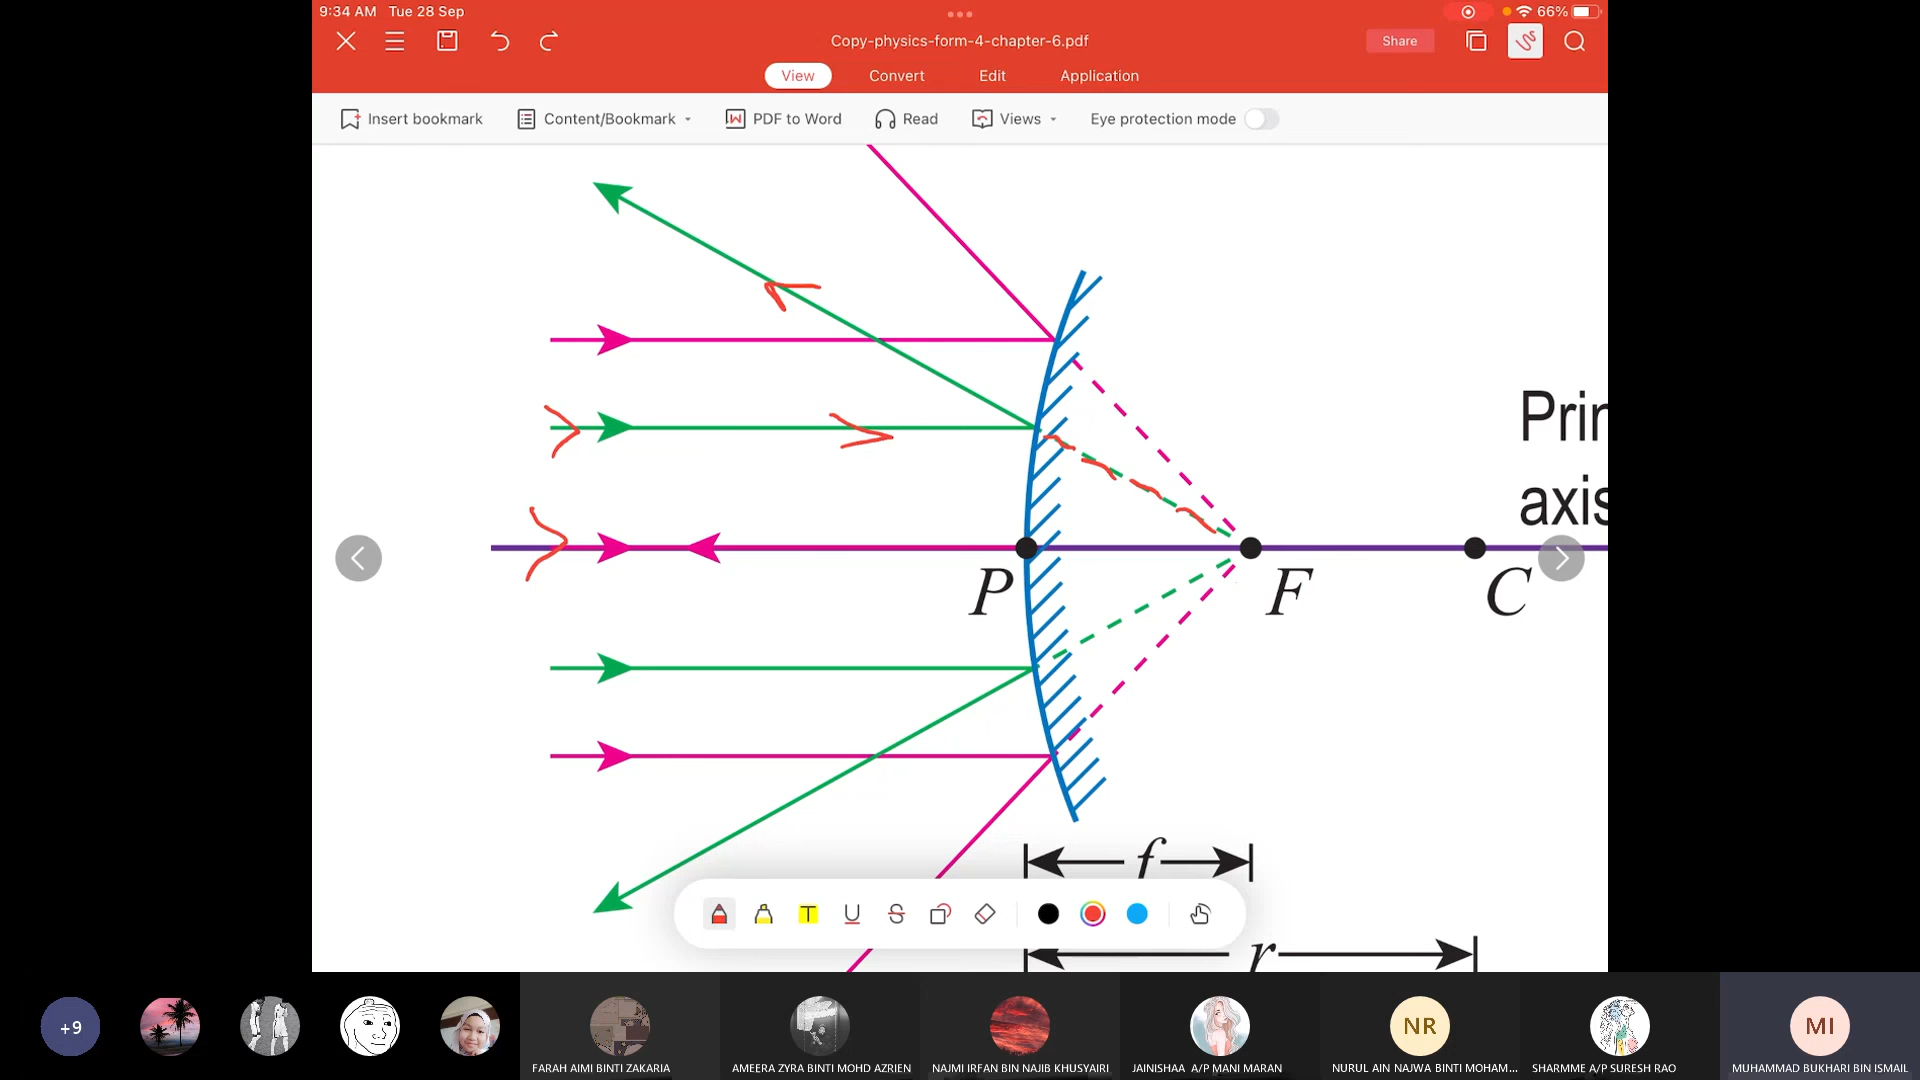 9:34 AM Tue 28 Sep
66%
Copy-physics-form-4-chapter-6.pdf
Share
View Convert Edit Application
Insert bookmark Content/Bookmark PDF to Word Read Views Eye protection mode
Prin
axis
P F C
f
r
T U S
+9
NR MI
FARAH AIMI BINTI ZAKARIA AMEERA ZYRA BINTI MOHD AZRIEN NAJMI IRFAN BIN NAJIB KHUSYAIRI JAINISHAA A/P MANI MARAN NURUL AIN NAJWA BINTI MOHAM... SHARMME A/P SURESH RAO MUHAMMAD BUKHARI BIN ISMAIL